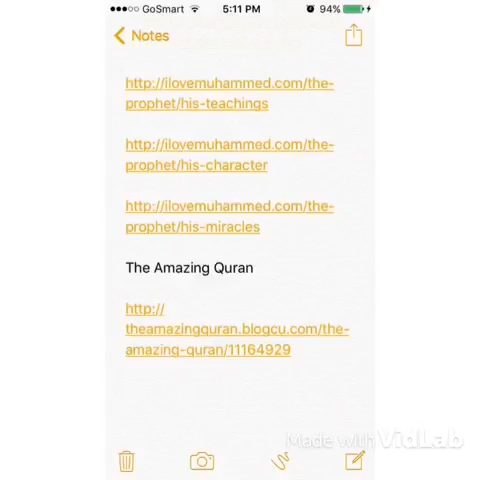 GoSmart 5:11 PM 94%
Notes
http://ilovemuhammed.com/the-
prophet/his-teachings
http://ilovemuhammed.com/the-
prophet/his-character
http://ilovemuhammed.com/the-
prophet/his-miracles
The Amazing Quran
http://
theamazingquran.blogcu.com/the-
amazing-quran/11164929
Made with VidLab